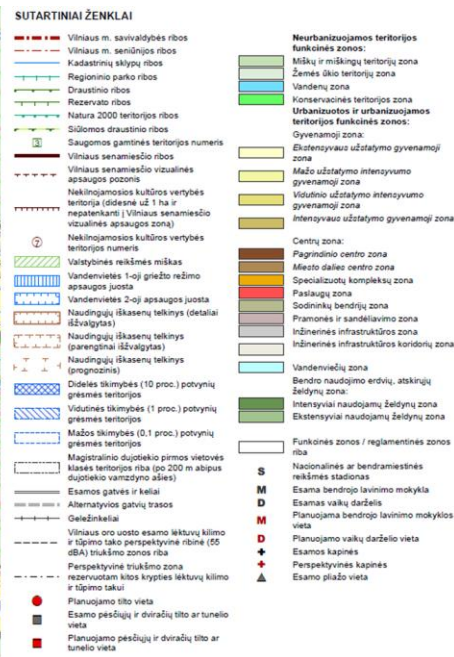 SUTARTINIAI ŽENKLAI
Vilniaus m. savivaldybės ribos
Vilniaus m. seniūnijos ribos
Kadastrinių sklypų ribos
Regioninio parko ribos
Draustinio ribos
Rezervato ribos
Natura 2000 teritorijos ribos
Siūlomos draustinio ribos
3
Saugomos gamtinės teritorijos numeris
Vilniaus senamiesčio ribos
Vilniaus senamiesčio vizualinės
apsaugos pozonis
Nekilnojamosios kultūros vertybės
teritorija (didesnė už 1 ha ir
nepatenkanti į Vilniaus senamiesčio
vizualinės apsaugos zoną)
7
Nekilnojamosios kultūros vertybės
teritorijos numeris
Valstybinės reikšmės miškas
Vandenvietės 1-oji griežto režimo
apsaugos juosta
Vandenvietės 2-oji apsaugos juosta
Naudingųjų iškasenų telkinys (detaliai
išžvalgytas)
Naudingųjų iškasenų telkinys
(parengtinai išžvalgytas)
Naudingųjų iškasenų telkinys
(prognozinis)
Didelės tikimybės (10 proc.) potvynių
grėsmės teritorijos
Vidutinės tikimybės (1 proc.) potvynių
grėsmės teritorijos
Mažos tikimybės (0,1 proc.) potvynių
grėsmės teritorijos
Magistralinio dujotiekio pirmos vietovės
klasės teritorijos riba (po 200 m abipus
dujotiekio vamzdyno ašies)
Esamos gatvės ir keliai
Alternatyvios gatvių trasos
Geležinkeliai
Vilniaus oro uosto esamo lėktuvų kilimo
ir tūpimo tako perspektyvinė ribinė (55
dBA) triukšmo zonos riba
Perspektyvinė triukšmo zona
rezervuotam kitos krypties lėktuvų kilimo
ir tūpimo takui
Planuojamo tilto vieta
Esamo pėsčiųjų ir dviračių tilto ar tunelio
vieta
Planuojamo pėsčiųjų ir dviračių tilto ar
tunelio vieta
Neurbanizuojamos teritorijos
funkcinės zonos:
Miškų ir miškingų teritorijų zona
Žemės ūkio teritorijų zona
Vandenų zona
Konservacinės teritorijos zona
Urbanizuotos ir urbanizuojamos
teritorijos funkcinės zonos:
Gyvenamoji zona:
Ekstensyvaus užstatymo gyvenamoji
zona
Mažo užstatymo intensyvumo
gyvenamoji zona
Vidutinio užstatymo intensyvumo
gyvenamoji zona
Intensyvaus užstatymo gyvenamoji zona
Centrų zona:
Pagrindinio centro zona
Miesto dalies centro zona
Specializuotų kompleksų zona
Paslaugų zona
Sodininkų bendrijų zona
Pramonės ir sandėliavimo zona
Inžinerinės infrastruktūros zona
Inžinerinės infrastruktūros koridorių zona
Vandenviečių zona
Bendro naudojimo erdvių, atskirųjų
želdynų zona:
Intensyviai naudojamų želdynų zona
Ekstensyviai naudojamų želdynų zona
Funkcinės zonos / reglamentinės zonos
riba
S
Nacionalinės ar bendramiestinės
reikšmės stadionas
M
Esama bendrojo lavinimo mokykla
D
Esamas vaikų darželis
M
Planuojama bendrojo lavinimo mokyklos
vieta
D
Planuojamo vaikų darželio vieta
Esamos kapinės
Perspektyvinės kapinės
Esamo pliažo vieta